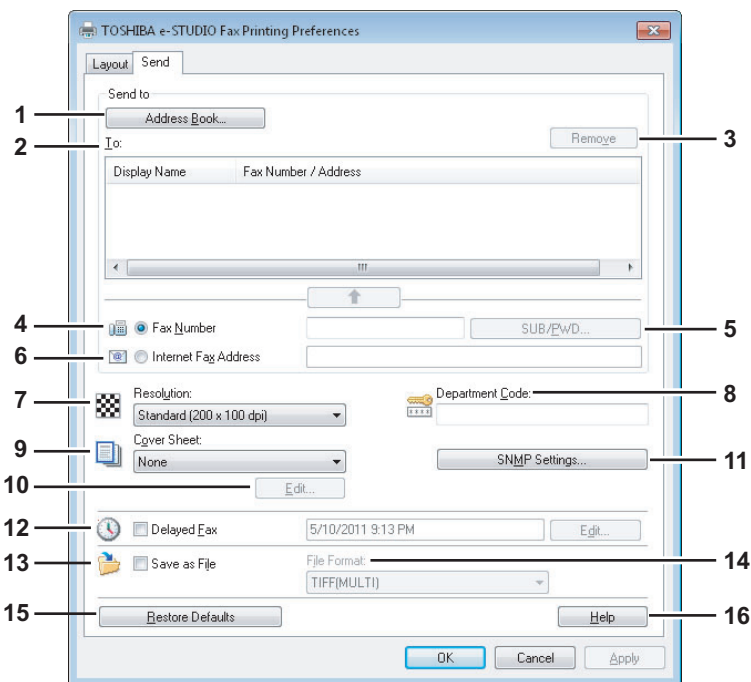 TOSHIBA e-STUDIO Fax Printing Preferences
Layout Send
Send to
1 Address Book...
2 To: Remove 3
Display Name Fax Number / Address
4 Fax Number SUB/PWD... 5
6 Internet Fax Address
7 Resolution: Department Code: 8
Standard (200 x 100 dpi)
9 Cover Sheet:
None SNMP Settings... 11
10 Edit...
12 Delayed Fax 5/10/2011 9:13 PM Edit...
13 Save as File File Format: 14
TIFF(MULTI)
15 Restore Defaults Help 16
OK Cancel Apply